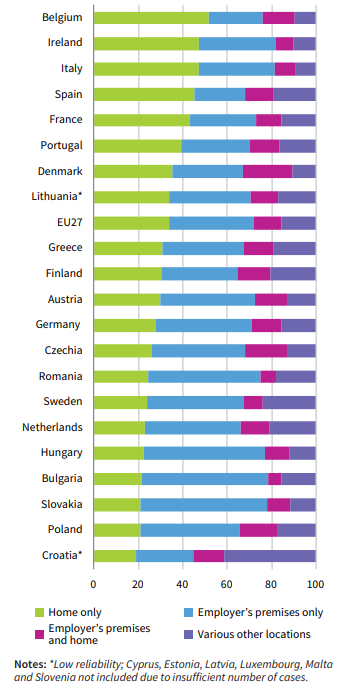 Belgium
Ireland
Italy
Spain
France
Portugal
Denmark
Lithuania*
EU27
Greece
Finland
Austria
Germany
Czechia
Romania
Sweden
Netherlands
Hungary
Bulgaria
Slovakia
Poland
Croatia*
0 20 40 60 80 100
Home only
Employer's premises only
Employer's premises
and home
Various other locations
Notes: *Low reliability; Cyprus, Estonia, Latvia, Luxembourg, Malta
and Slovenia not included due to insufficient number of cases.